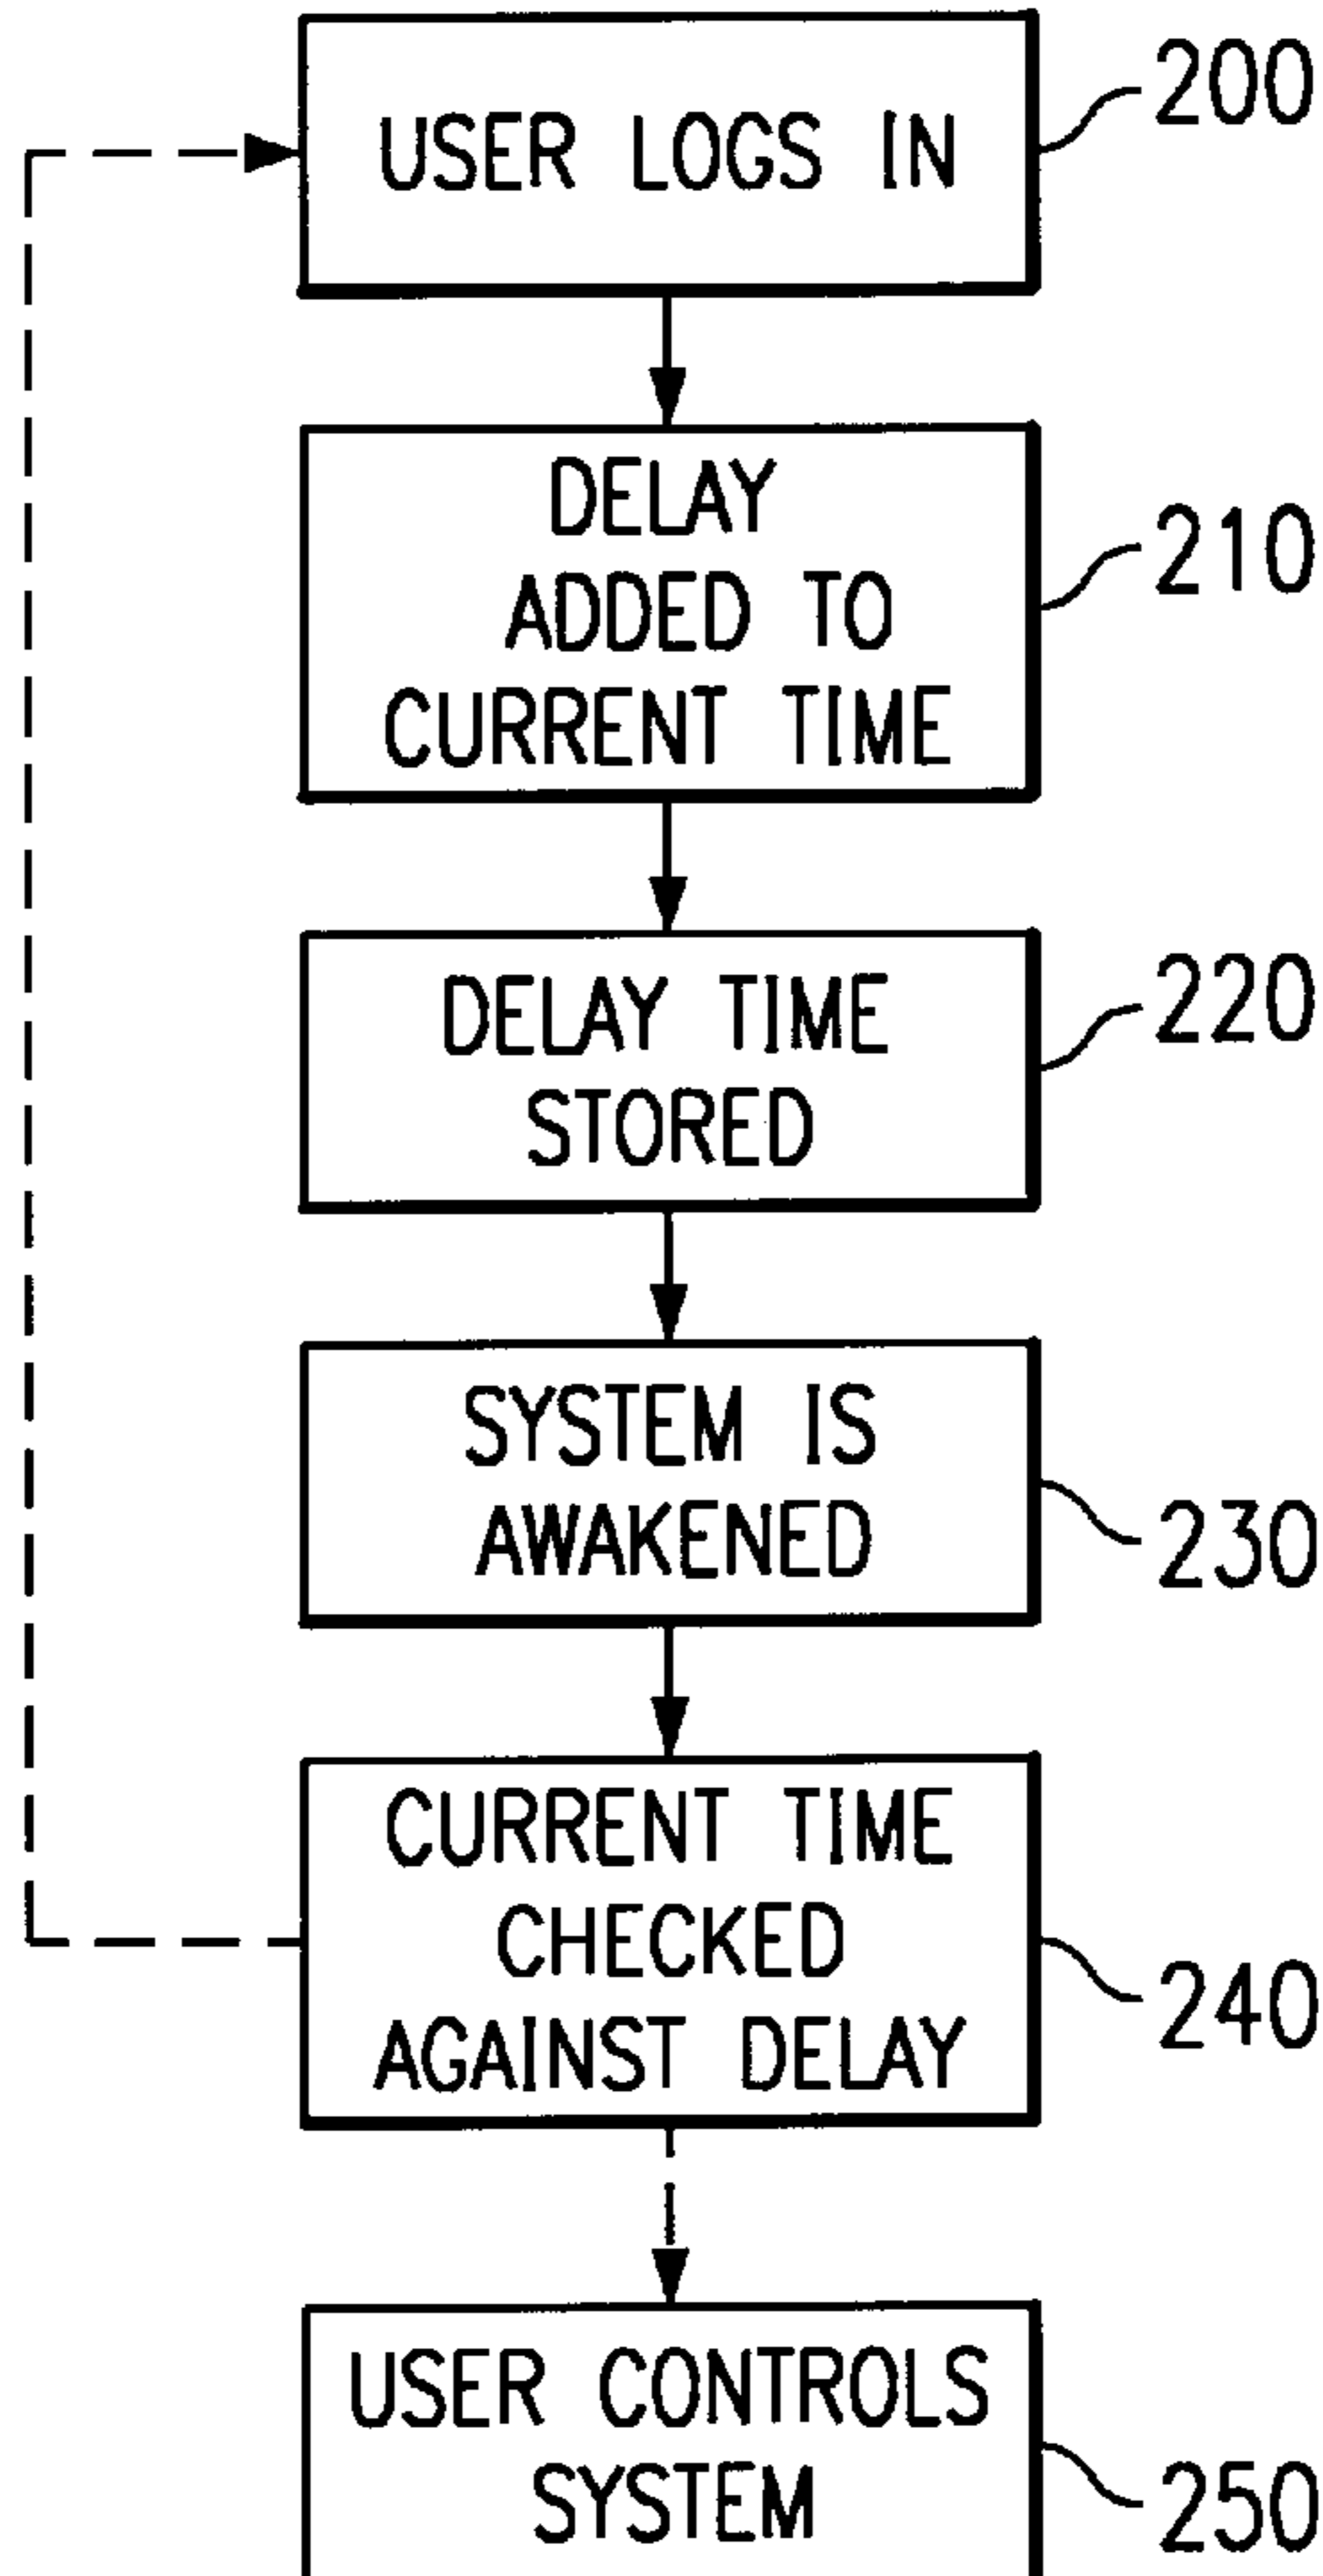 USER LOGS IN
200
DELAY
ADDED TO
CURRENT TIME
210
DELAY TIME
STORED
220
SYSTEM IS
AWAKENED
230
CURRENT TIME
CHECKED
AGAINST DELAY
240
USER CONTROLS
SYSTEM
250